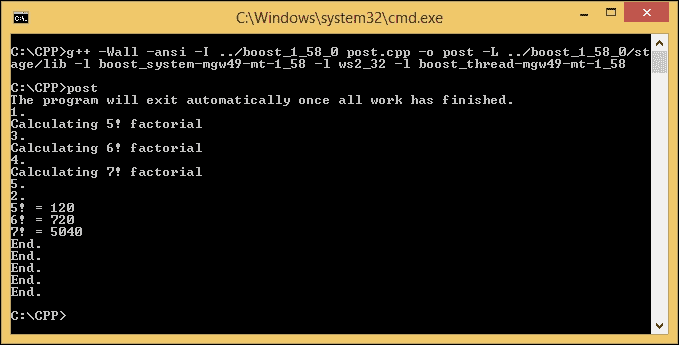 C:\Windows\system32\cmd.exe
C:\CPP>g++ -Wall -ansi -I ../boost_1_58_0 post.cpp -o post -L ../boost_1_58_0/st
age/lib -l boost_system-mgw49-mt-1_58 -l ws2_32 -l boost_thread-mgw49-mt-1_58
C:\CPP>post
The program will exit automatically once all work has finished.
1.
Calculating 5! factorial
3.
Calculating 6! factorial
4.
Calculating 7! factorial
5.
2.
5! = 120
6! = 720
7! = 5040
End.
End.
End.
End.
End.
C:\CPP>